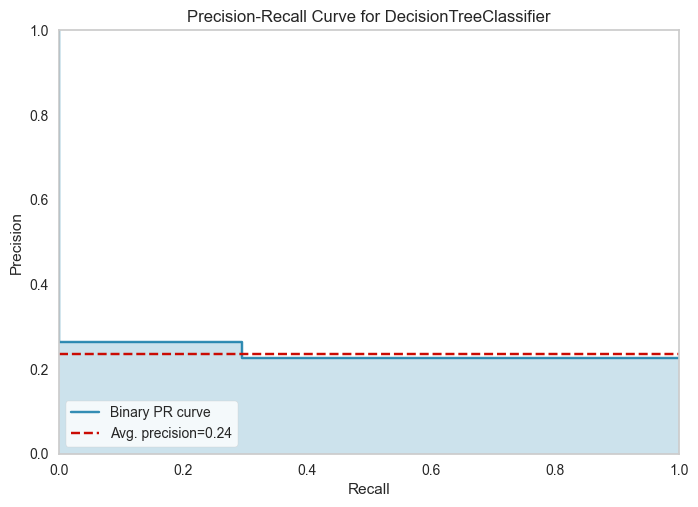 Precision-Recall Curve for DecisionTreeClassifier
1.0
0.8
0.6
0.4
0.2
0.0
Precision
Binary PR curve
Avg. precision=0.24
0.0 0.2 0.4 0.6 0.8 1.0
Recall